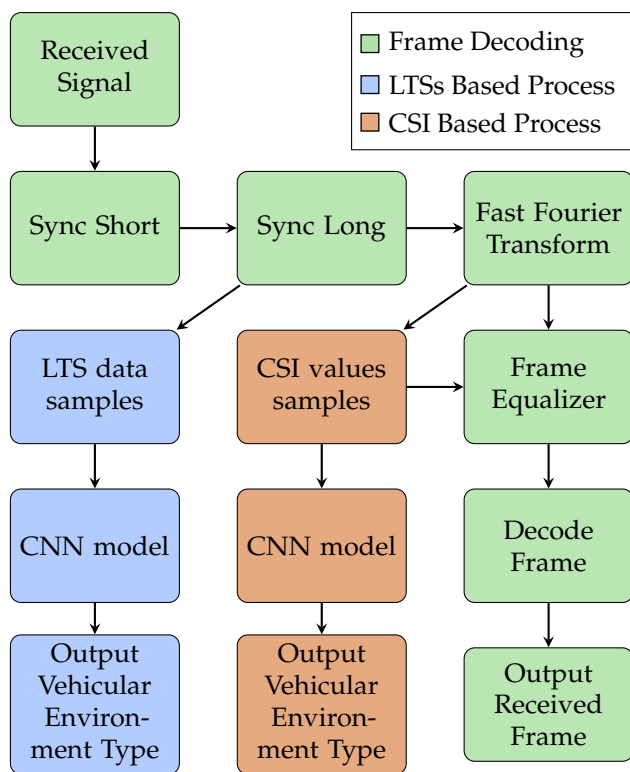 Received
Signal
Frame Decoding
LTSs Based Process
CSI Based Process
Sync Short
Sync Long
Fast Fourier
Transform
LTS data
samples
CSI values
samples
Frame
Equalizer
CNN model
CNN model
Decode
Frame
Output
Vehicular
Environ-
ment Type
Output
Vehicular
Environ-
ment Type
Output
Received
Frame